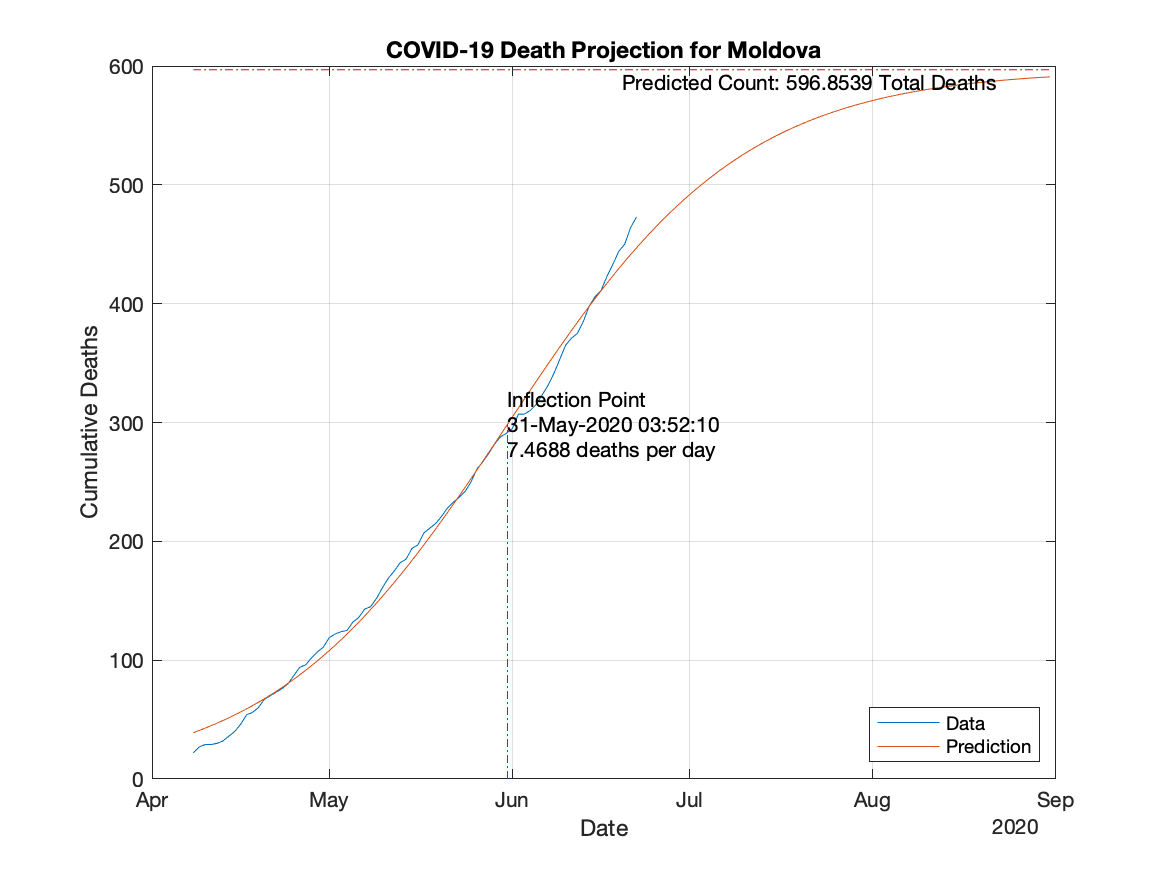 COVID-19 Death Projection for Moldova
600
Predicted Count: 596.8539 Total Deaths
500
400
Inflection Point
300
31-May-2020 03:52:10
7.4688 deaths per day
Cumulative Deaths
200
100
Data
Prediction
0
Apr May Jun Jul Aug Sep
Date
2020